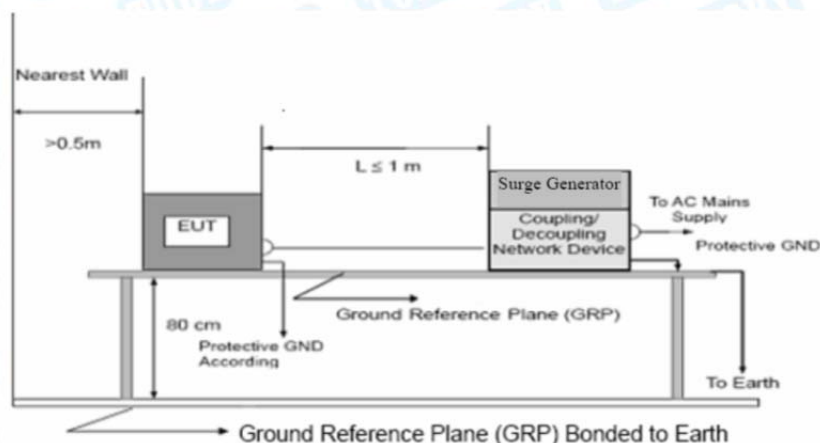 Nearest Wall
>0.5m
L ≤ 1 m
EUT
Surge Generator
Coupling/
Decoupling
Network Device
To AC Mains
Supply
Protective GND
Ground Reference Plane (GRP)
80 cm
Protective GND
According
To Earth
Ground Reference Plane (GRP) Bonded to Earth